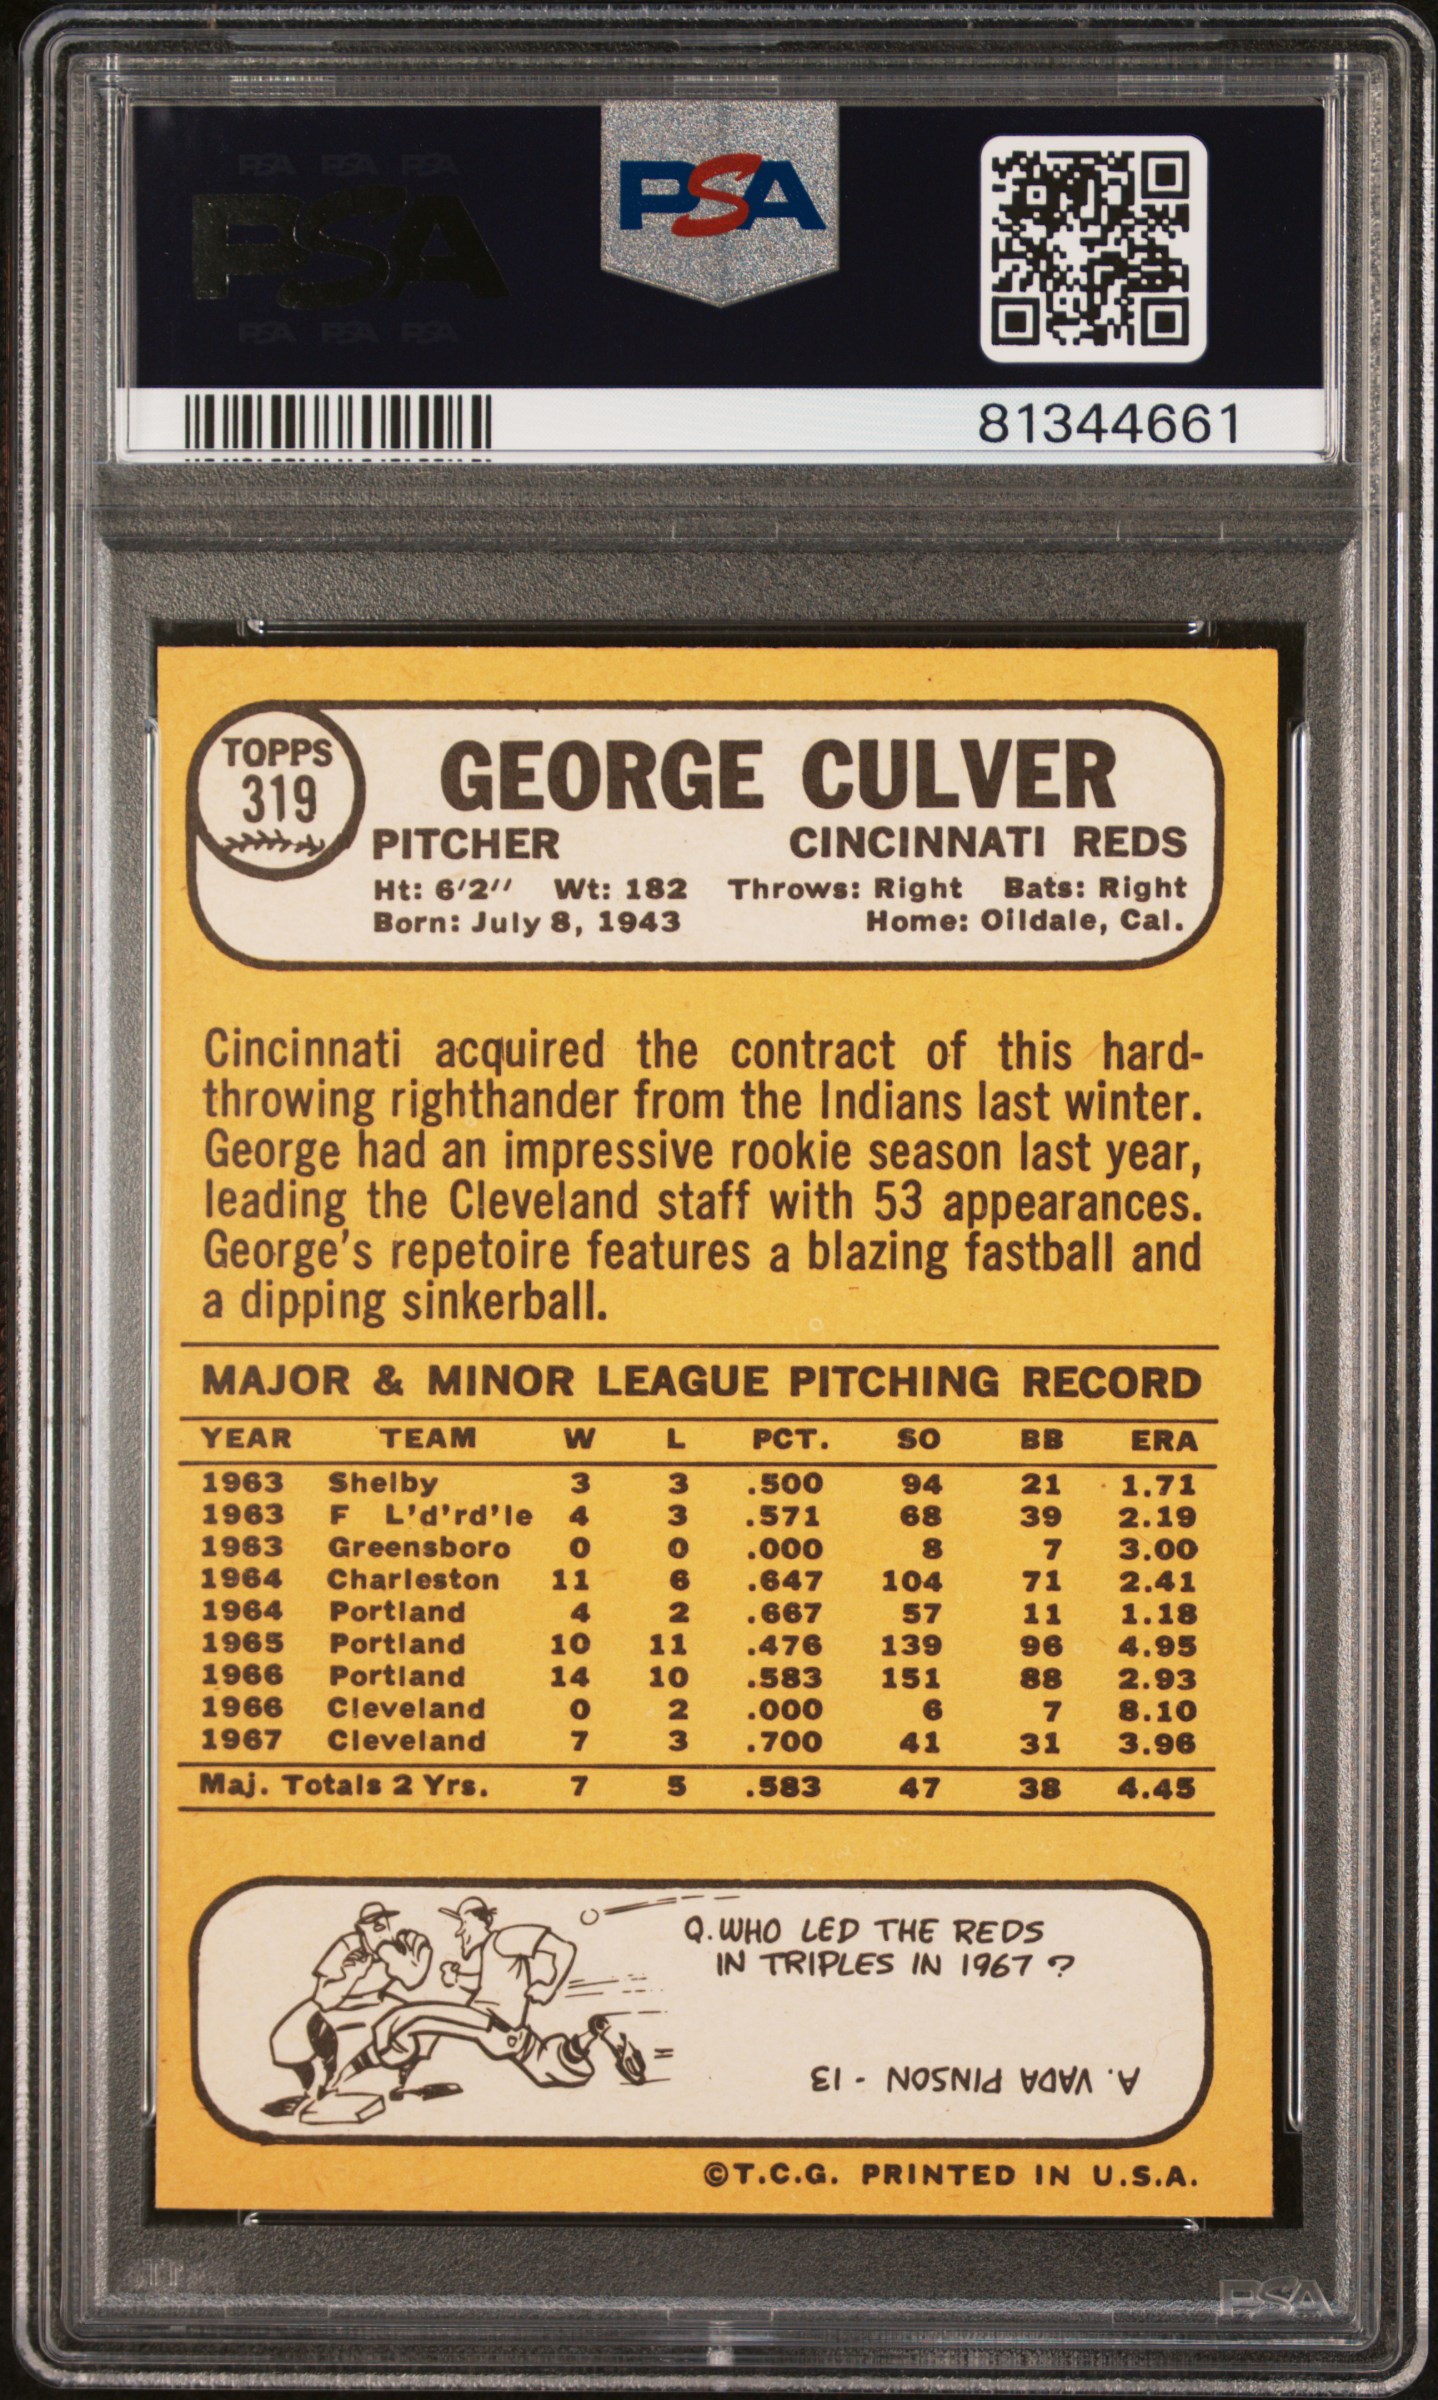 PSA PSA PSA
PSA
PSA PSA PSA
PSA
81344661
TOPPS
319
GEORGE CULVER
PITCHER CINCINNATI REDS
Ht: 6'2'' Wt: 182 Throws: Right Bats: Right
Born: July 8, 1943 Home: Oildale, Cal.
Cincinnati acquired the contract of this hard-
throwing righthander from the Indians last winter.
George had an impressive rookie season last year,
leading the Cleveland staff with 53 appearances.
George's repetoire features a blazing fastball and
a dipping sinkerball.
MAJOR & MINOR LEAGUE PITCHING RECORD
YEAR TEAM W L PCT. SO BB ERA
1963 Shelby 3 3 .500 94 21 1.71
1963 F L'd'rd'le 4 3 .571 68 39 2.19
1963 Greensboro 0 0 .000 8 7 3.00
1964 Charleston 11 6 .647 104 71 2.41
1964 Portland 4 2 .667 57 11 1.18
1965 Portland 10 11 .476 139 96 4.95
1966 Portland 14 10 .583 151 88 2.93
1966 Cleveland 0 2 .000 6 7 8.10
1967 Cleveland 7 3 .700 41 31 3.96
Maj. Totals 2 Yrs. 7 5 .583 47 38 4.45
Q. WHO LED THE REDS
IN TRIPLES IN 1967?
A. VADA PINSON - 13
©T.C.G. PRINTED IN U.S.A.
PSA